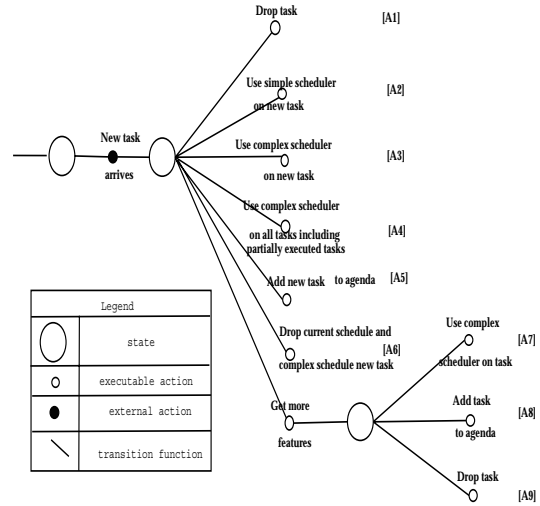 Drop task [A1]
Use simple scheduler [A2]
on new task
New task
arrives
Use complex scheduler [A3]
on new task
Use complex scheduler
on all tasks including [A4]
partially executed tasks
Add new task to agenda [A5]
Drop current schedule and
[A6]
complex schedule new task
Get more
features
Use complex [A7]
scheduler on task
Add task [A8]
to agenda
Drop task [A9]
Legend
state
executable action
external action
transition function